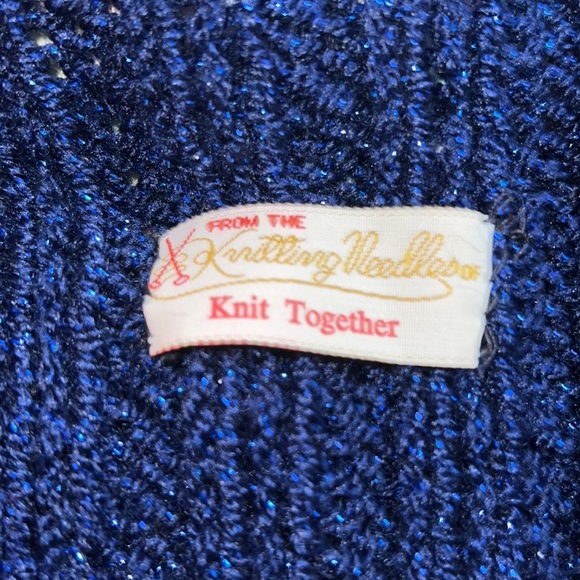 FROM THE
Knitting Needles OF
Knit Together